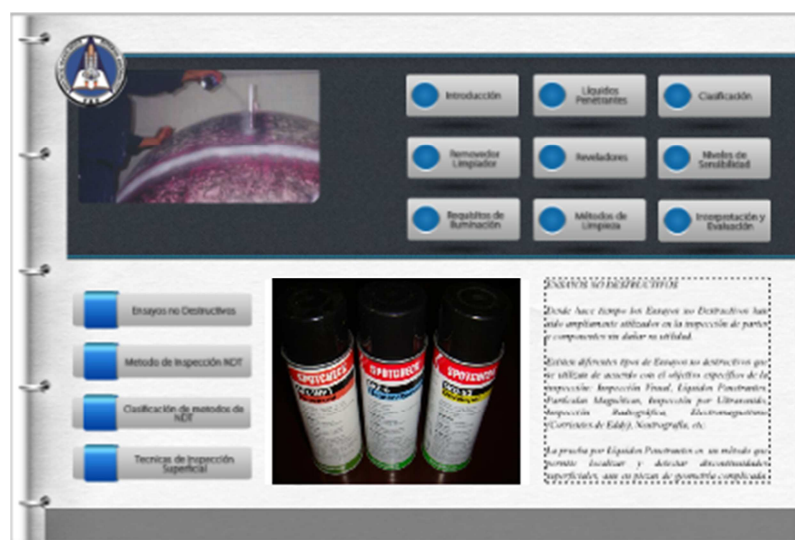 Introducción
Líquidos
Penetrantes
Clasificación
Removedor
Limpiador
Reveladores
Niveles de
Sensibilidad
Requisitos de
Iluminación
Métodos de
Limpieza
Interpretación y
Evaluación
Ensayos no Destructivos
Metodo de Inspección NDT
Clasificación de metodos de
NDT
Tecnicas de Inspección
Superficial
SPOTCHECK
SPOTCHECK
SPOTCHECK
ENSAYOS NO DESTRUCTIVOS
Desde hace tiempo los Ensayos no Destructivos han
sido ampliamente utilizados en la inspección de partes
y componentes sin dañar su utilidad.
Existen diferentes tipos de Ensayos no destructivos que
se utilizan de acuerdo con el objetivo específico de la
inspección: Inspección Visual, Líquidos Penetrantes,
Partículas Magnéticas, Inspección por Ultrasonido,
Inspección Radiográfica, Electromagnetismo
(Corrientes de Eddy), Neutrografía, etc.
La prueba por Líquidos Penetrantes es un método que
permite localizar y detectar discontinuidades
superficiales, aun en piezas de geometría complicada.